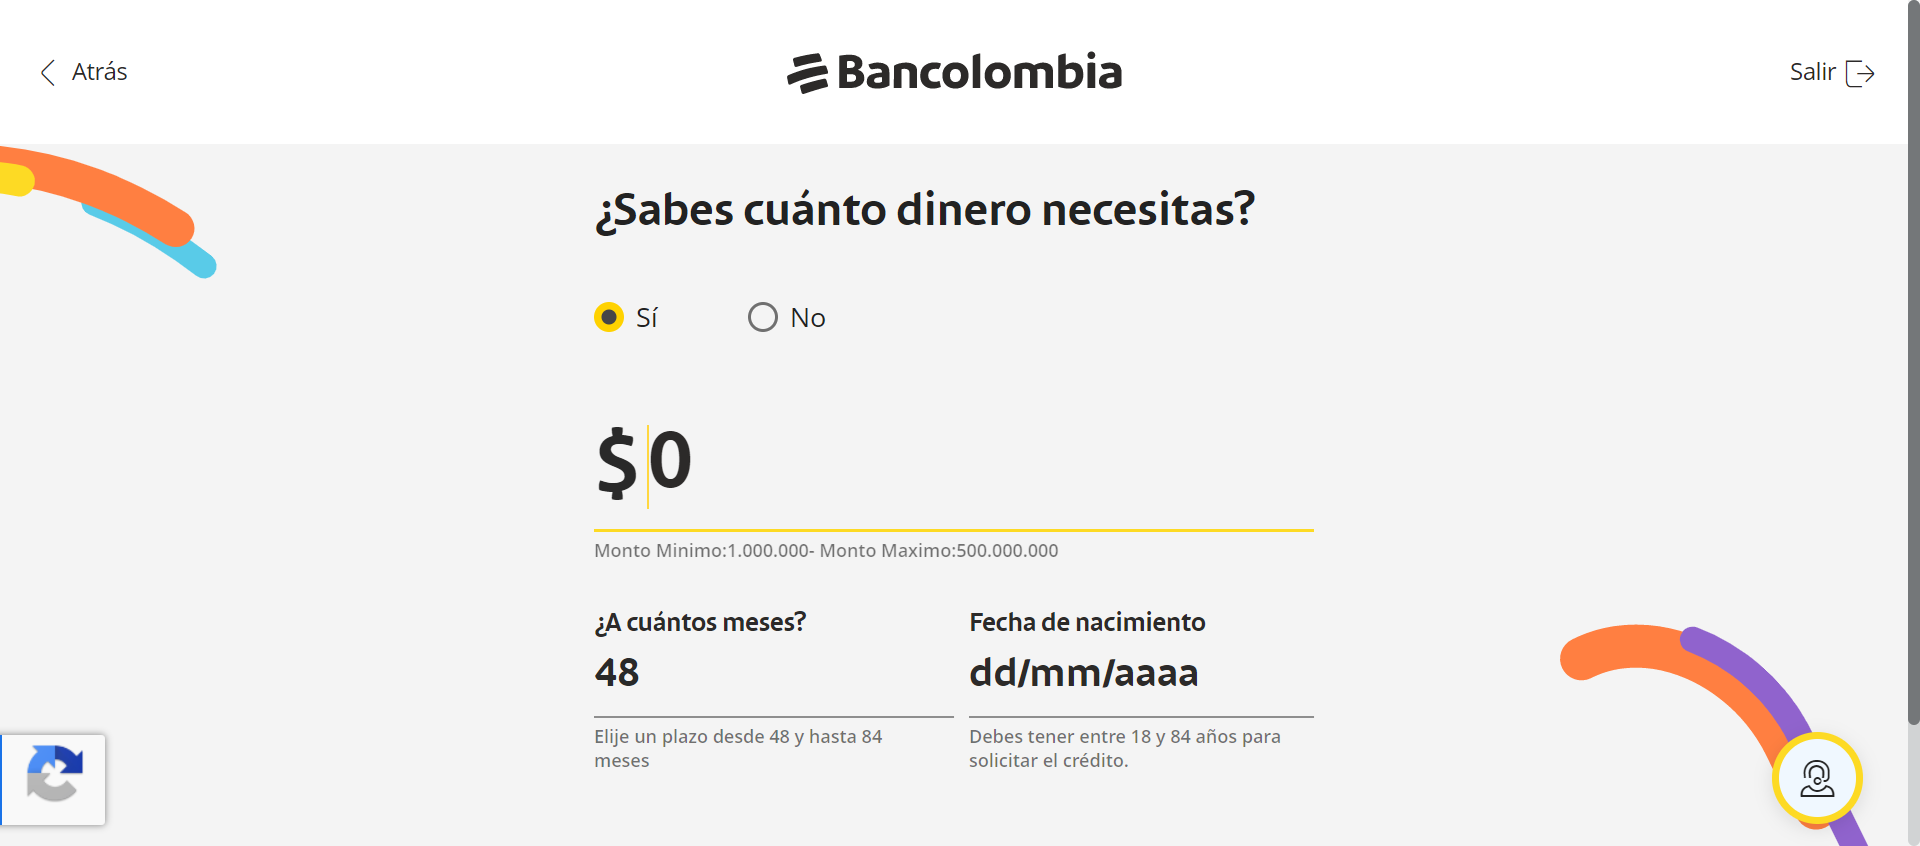 Atrás
Bancolombia
Salir
¿Sabes cuánto dinero necesitas?
Sí
No
$ 0
Monto Minimo:1.000.000- Monto Maximo:500.000.000
¿A cuántos meses?
48
Elije un plazo desde 48 y hasta 84
meses
Fecha de nacimiento
dd/mm/aaaa
Debes tener entre 18 y 84 años para
solicitar el crédito.